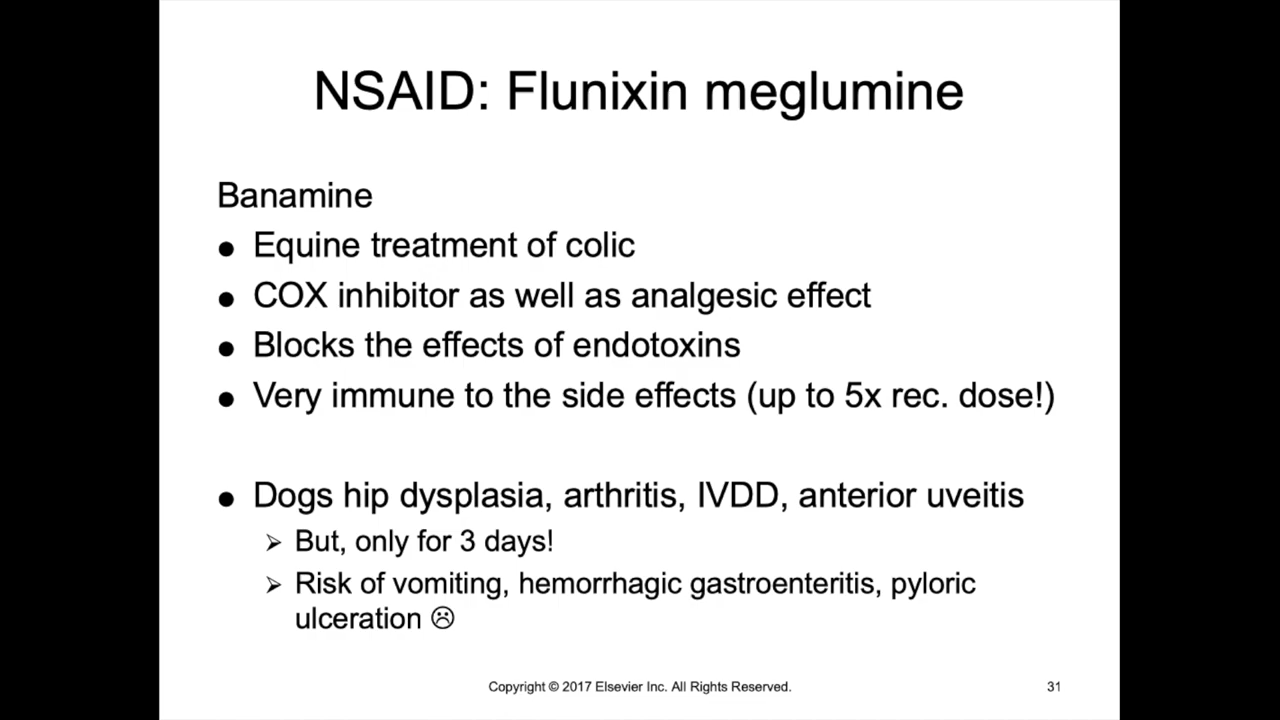 NSAID: Flunixin meglumine
Banamine
● Equine treatment of colic
● COX inhibitor as well as analgesic effect
● Blocks the effects of endotoxins
● Very immune to the side effects (up to 5x rec. dose!)
● Dogs hip dysplasia, arthritis, IVDD, anterior uveitis
➢ But, only for 3 days!
➢ Risk of vomiting, hemorrhagic gastroenteritis, pyloric
ulceration ☹
Copyright © 2017 Elsevier Inc. All Rights Reserved.
31